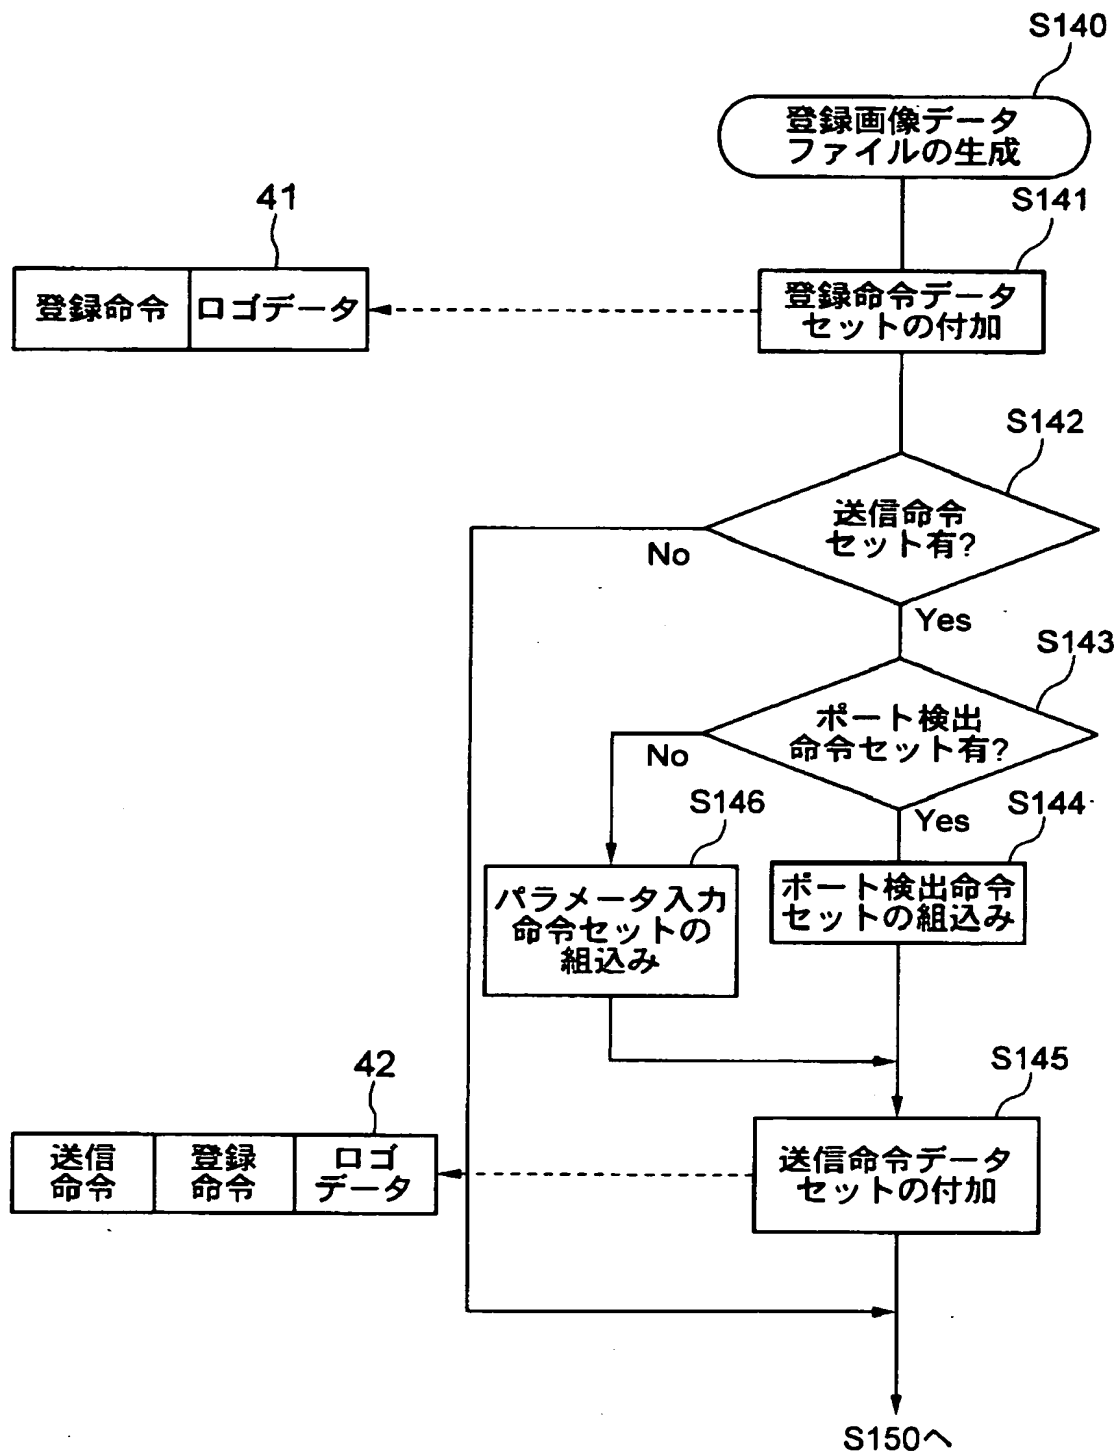 S140
登録画像データ
ファイルの生成
41
S141
登録命令
ロゴデータ
登録命令データ
セットの付加
S142
送信命令
セット有?
No
Yes
S143
ポート検出
命令セット有?
No
Yes
S146
S144
パラメータ入力
命令セットの
組込み
ポート検出命令
セットの組込み
42
S145
送信
命令
登録
命令
ロゴ
データ
送信命令データ
セットの付加
S150へ